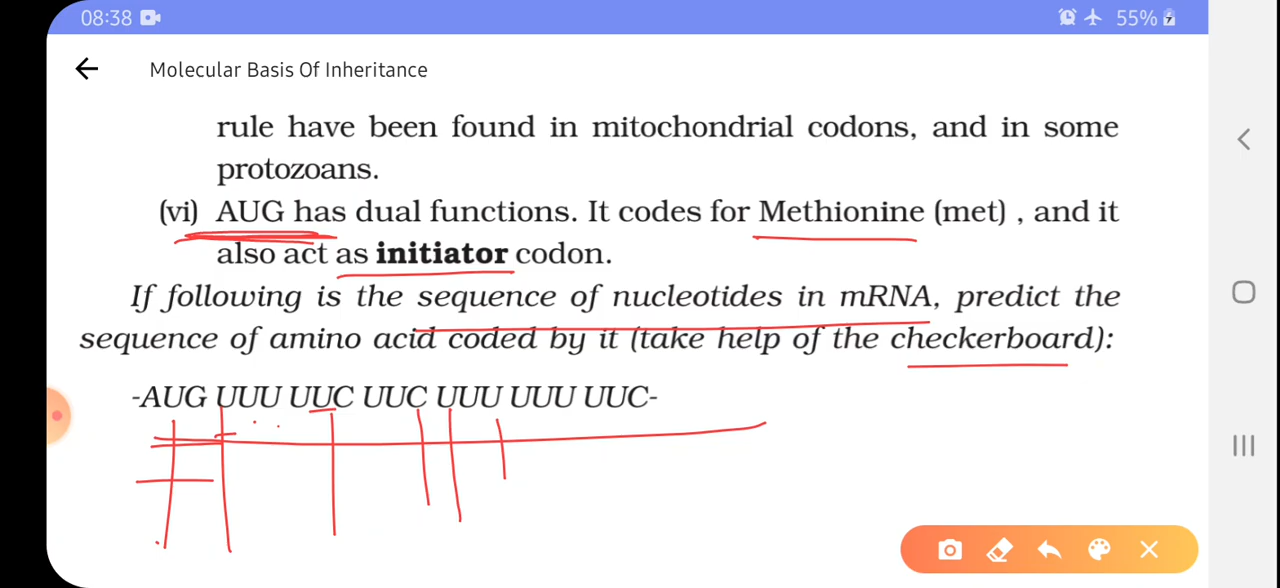 08:38 55%
Molecular Basis Of Inheritance
rule have been found in mitochondrial codons, and in some
protozoans.
(vi) AUG has dual functions. It codes for Methionine (met) , and it
also act as initiator codon.
If following is the sequence of nucleotides in mRNA, predict the
sequence of amino acid coded by it (take help of the checkerboard):
-AUG UUU UUC UUC UUU UUU UUC-